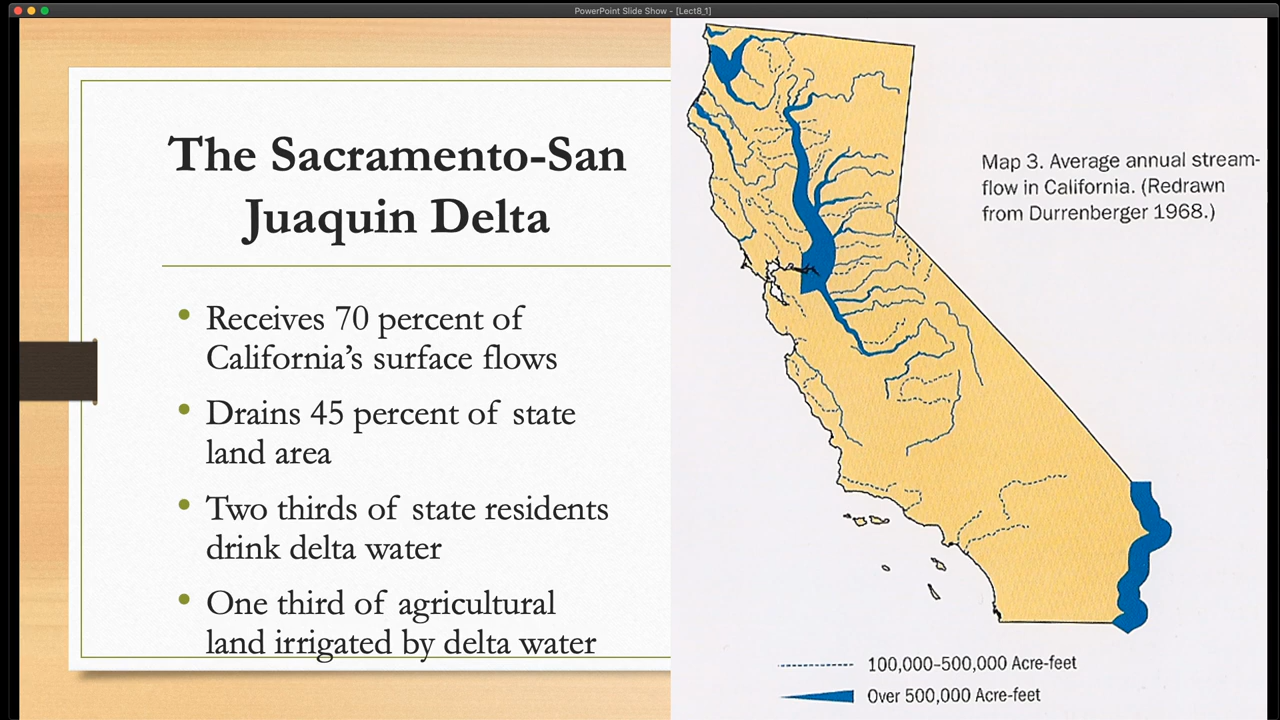 PowerPoint Slide Show - [Lect8_1]
The Sacramento-San
Juaquin Delta
• Receives 70 percent of
California’s surface flows
• Drains 45 percent of state
land area
• Two thirds of state residents
drink delta water
• One third of agricultural
land irrigated by delta water
Map 3. Average annual stream-
flow in California. (Redrawn
from Durrenberger 1968.)
100,000–500,000 Acre-feet
Over 500,000 Acre-feet